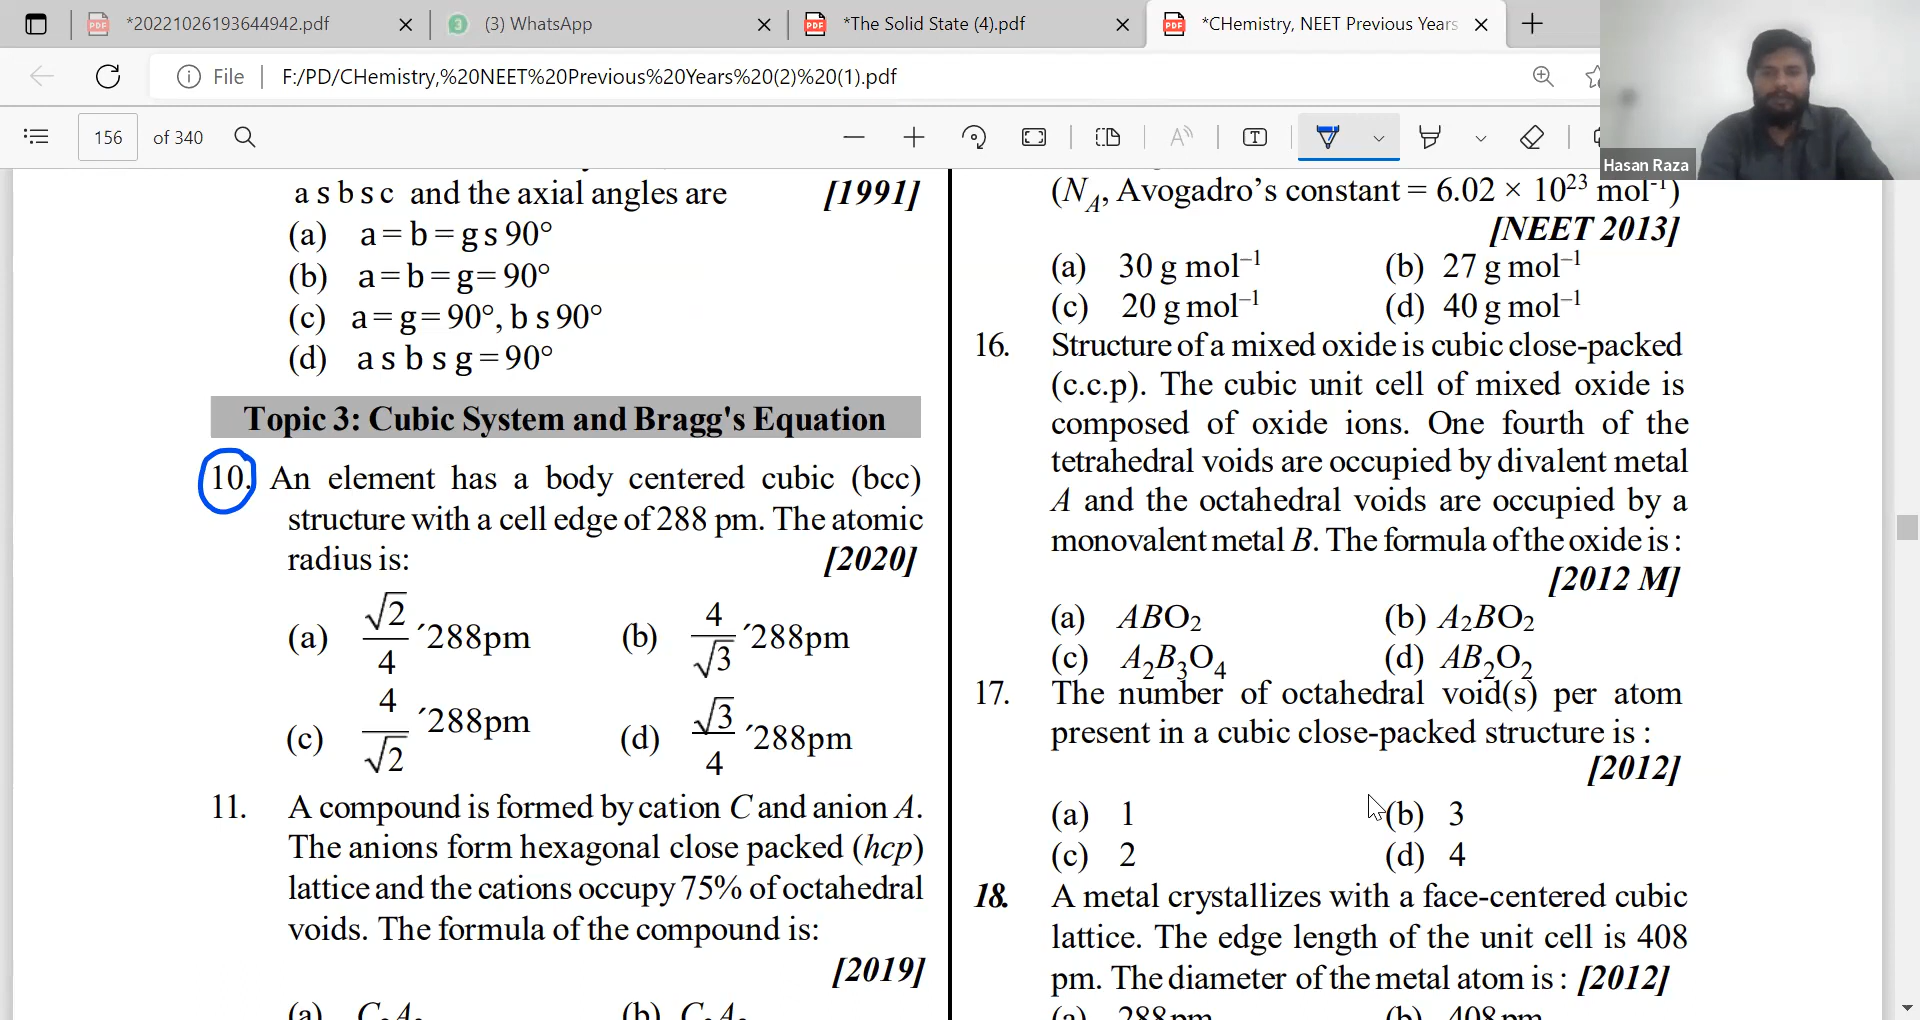 *20221026193644942.pdf
(3) WhatsApp
*The Solid State (4).pdf
*CHemistry, NEET Previous Years
File
F:/PD/CHemistry,%20NEET%20Previous%20Years%20(2)%20(1).pdf
156 of 340
Hasan Raza
a s b s c and the axial angles are [1991]
(a) a = b = g s 90°
(b) a = b = g = 90°
(c) a = g = 90°, b s 90°
(d) a s b s g = 90°
Topic 3: Cubic System and Bragg's Equation
10. An element has a body centered cubic (bcc)
structure with a cell edge of 288 pm. The atomic
radius is: [2020]
(a) √2/4 ´288pm (b) 4/√3 ´288pm
(c) 4/√2 ´288pm (d) √3/4 ´288pm
11. A compound is formed by cation C and anion A.
The anions form hexagonal close packed (hcp)
lattice and the cations occupy 75% of octahedral
voids. The formula of the compound is:
[2019]
(N_A, Avogadro’s constant = 6.02 × 10²³ mol⁻¹)
[NEET 2013]
(a) 30 g mol⁻¹ (b) 27 g mol⁻¹
(c) 20 g mol⁻¹ (d) 40 g mol⁻¹
16. Structure of a mixed oxide is cubic close-packed
(c.c.p). The cubic unit cell of mixed oxide is
composed of oxide ions. One fourth of the
tetrahedral voids are occupied by divalent metal
A and the octahedral voids are occupied by a
monovalent metal B. The formula of the oxide is :
[2012 M]
(a) ABO₂ (b) A₂BO₂
(c) A₂B₃O₄ (d) AB₂O₂
17. The number of octahedral void(s) per atom
present in a cubic close-packed structure is :
[2012]
(a) 1 (b) 3
(c) 2 (d) 4
18. A metal crystallizes with a face-centered cubic
lattice. The edge length of the unit cell is 408
pm. The diameter of the metal atom is : [2012]
(a) 288 pm (b) 408 pm